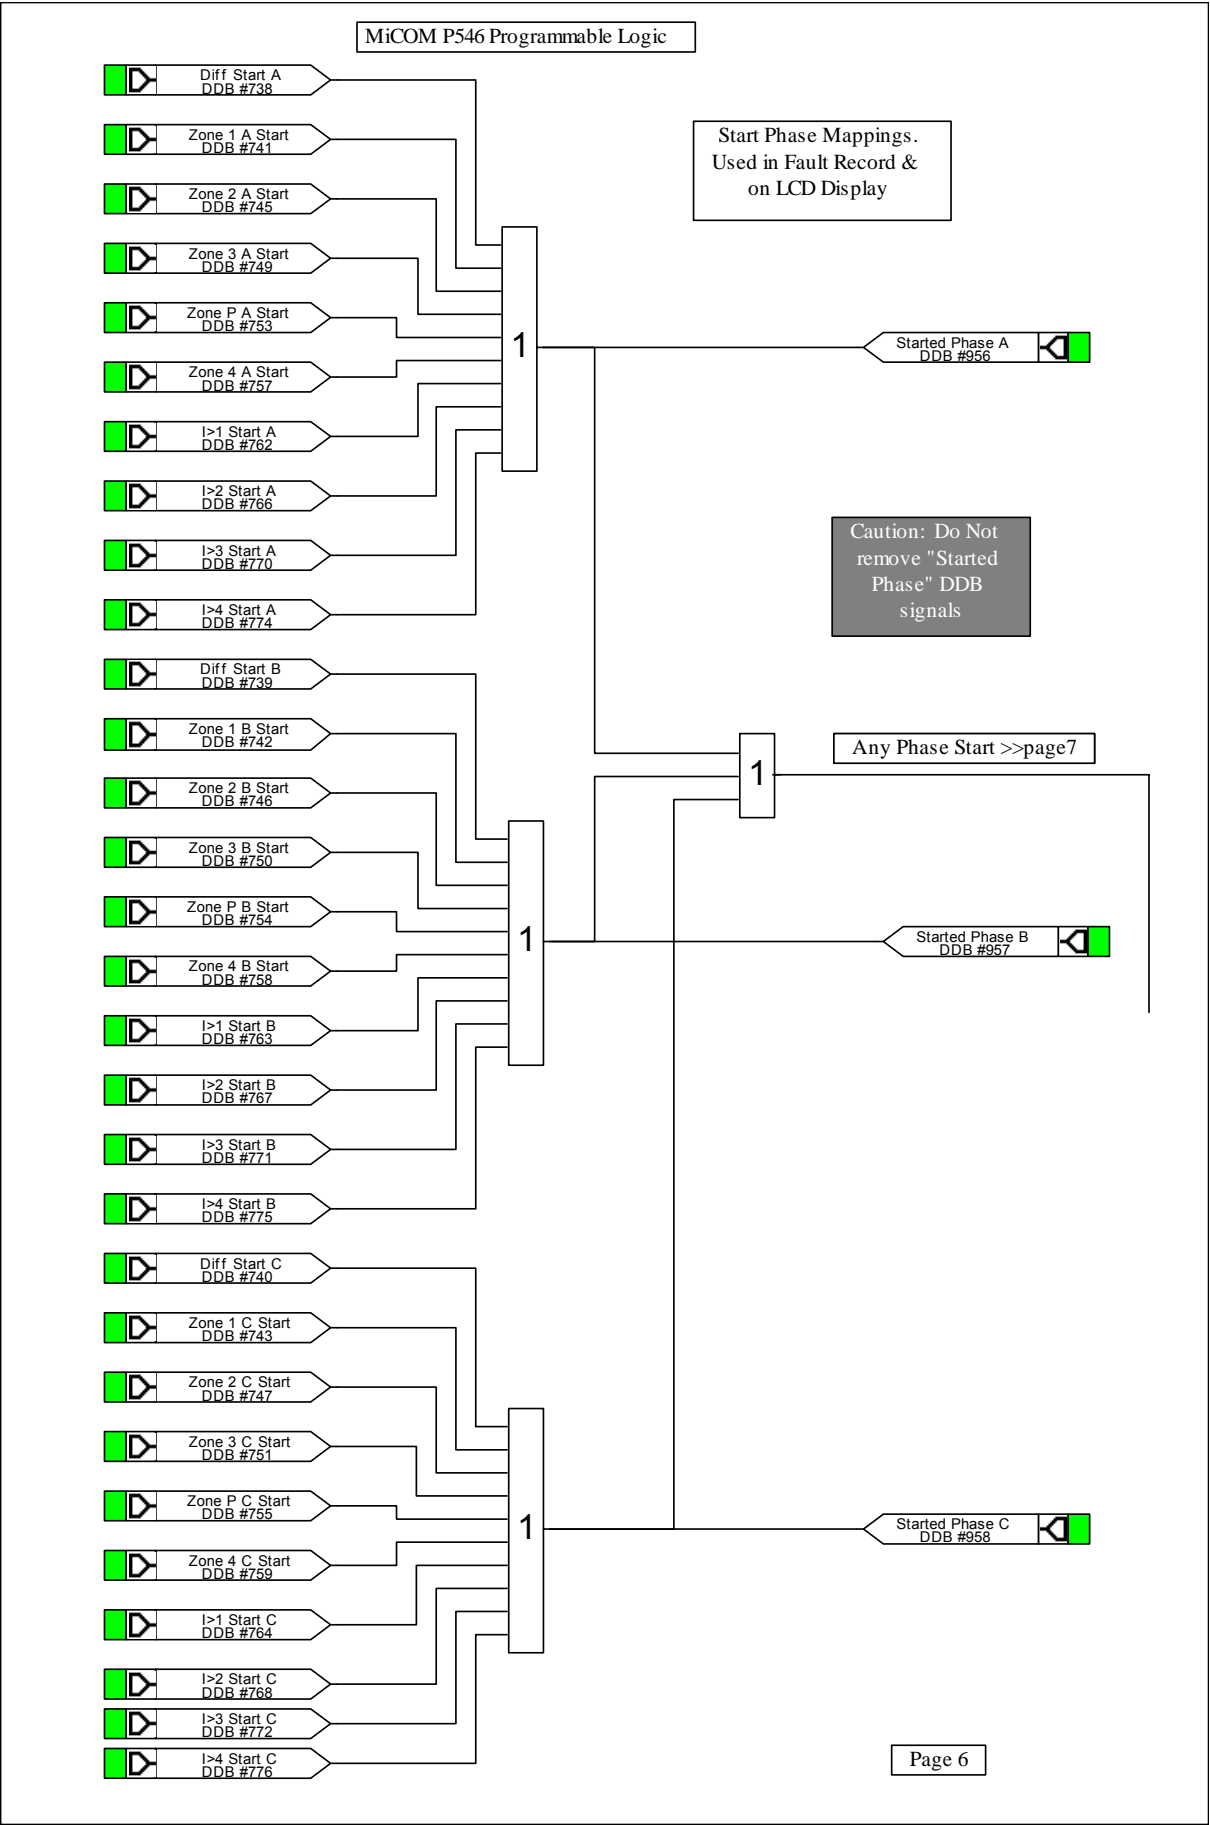 MiCOM P546 Programmable Logic
Diff Start A
DDB #738
Zone 1 A Start
DDB #741
Start Phase Mappings.
Used in Fault Record &
on LCD Display
Zone 2 A Start
DDB #745
Zone 3 A Start
DDB #749
Zone P A Start
DDB #753
1
Started Phase A
DDB #956
Zone 4 A Start
DDB #757
I>1 Start A
DDB #762
I>2 Start A
DDB #766
I>3 Start A
DDB #770
Caution: Do Not
remove "Started
Phase" DDB
signals
I>4 Start A
DDB #774
Diff Start B
DDB #739
Zone 1 B Start
DDB #742
1
Any Phase Start >>page7
Zone 2 B Start
DDB #746
Zone 3 B Start
DDB #750
Zone P B Start
DDB #754
1
Started Phase B
DDB #957
Zone 4 B Start
DDB #758
I>1 Start B
DDB #763
I>2 Start B
DDB #767
I>3 Start B
DDB #771
I>4 Start B
DDB #775
Diff Start C
DDB #740
Zone 1 C Start
DDB #743
Zone 2 C Start
DDB #747
Zone 3 C Start
DDB #751
Zone P C Start
DDB #755
1
Started Phase C
DDB #958
Zone 4 C Start
DDB #759
I>1 Start C
DDB #764
I>2 Start C
DDB #768
I>3 Start C
DDB #772
I>4 Start C
DDB #776
Page 6